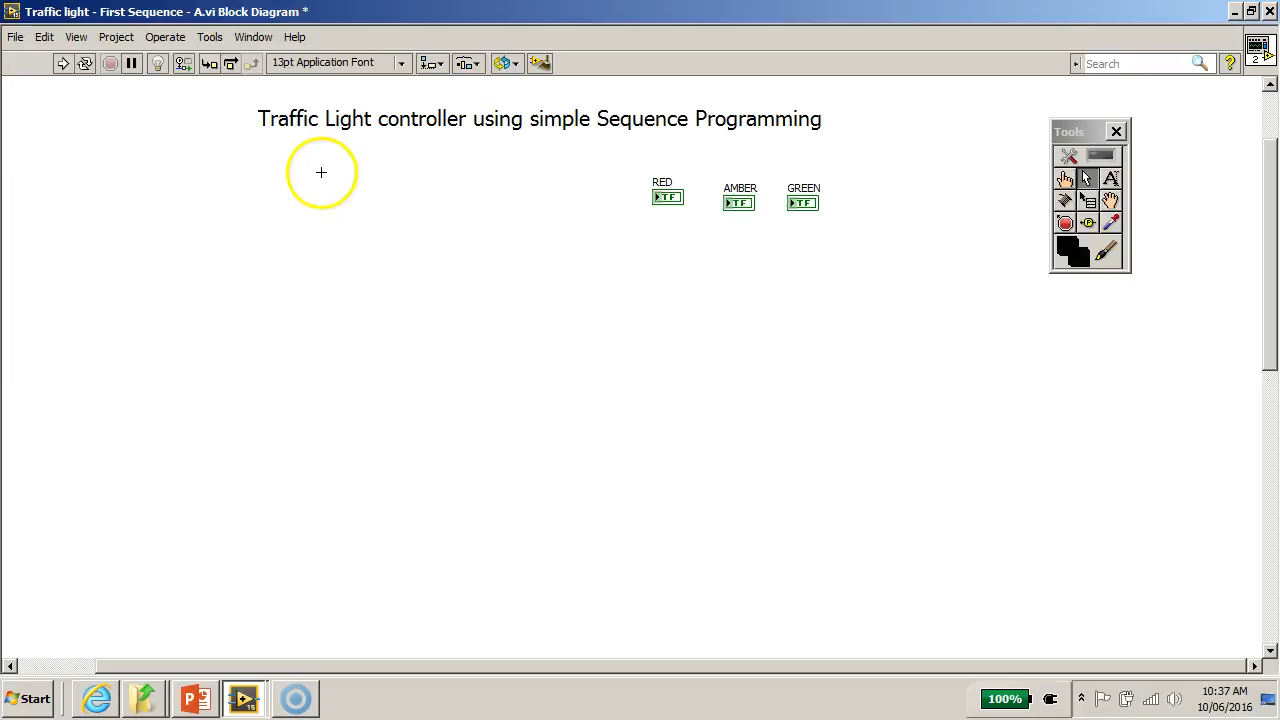 Traffic light - First Sequence - A.vi Block Diagram *
File Edit View Project Operate Tools Window Help
13pt Application Font
Search
2
Traffic Light controller using simple Sequence Programming
Tools
RED
TF
AMBER
TF
GREEN
TF
Start
15
100%
10:37 AM
10/06/2016